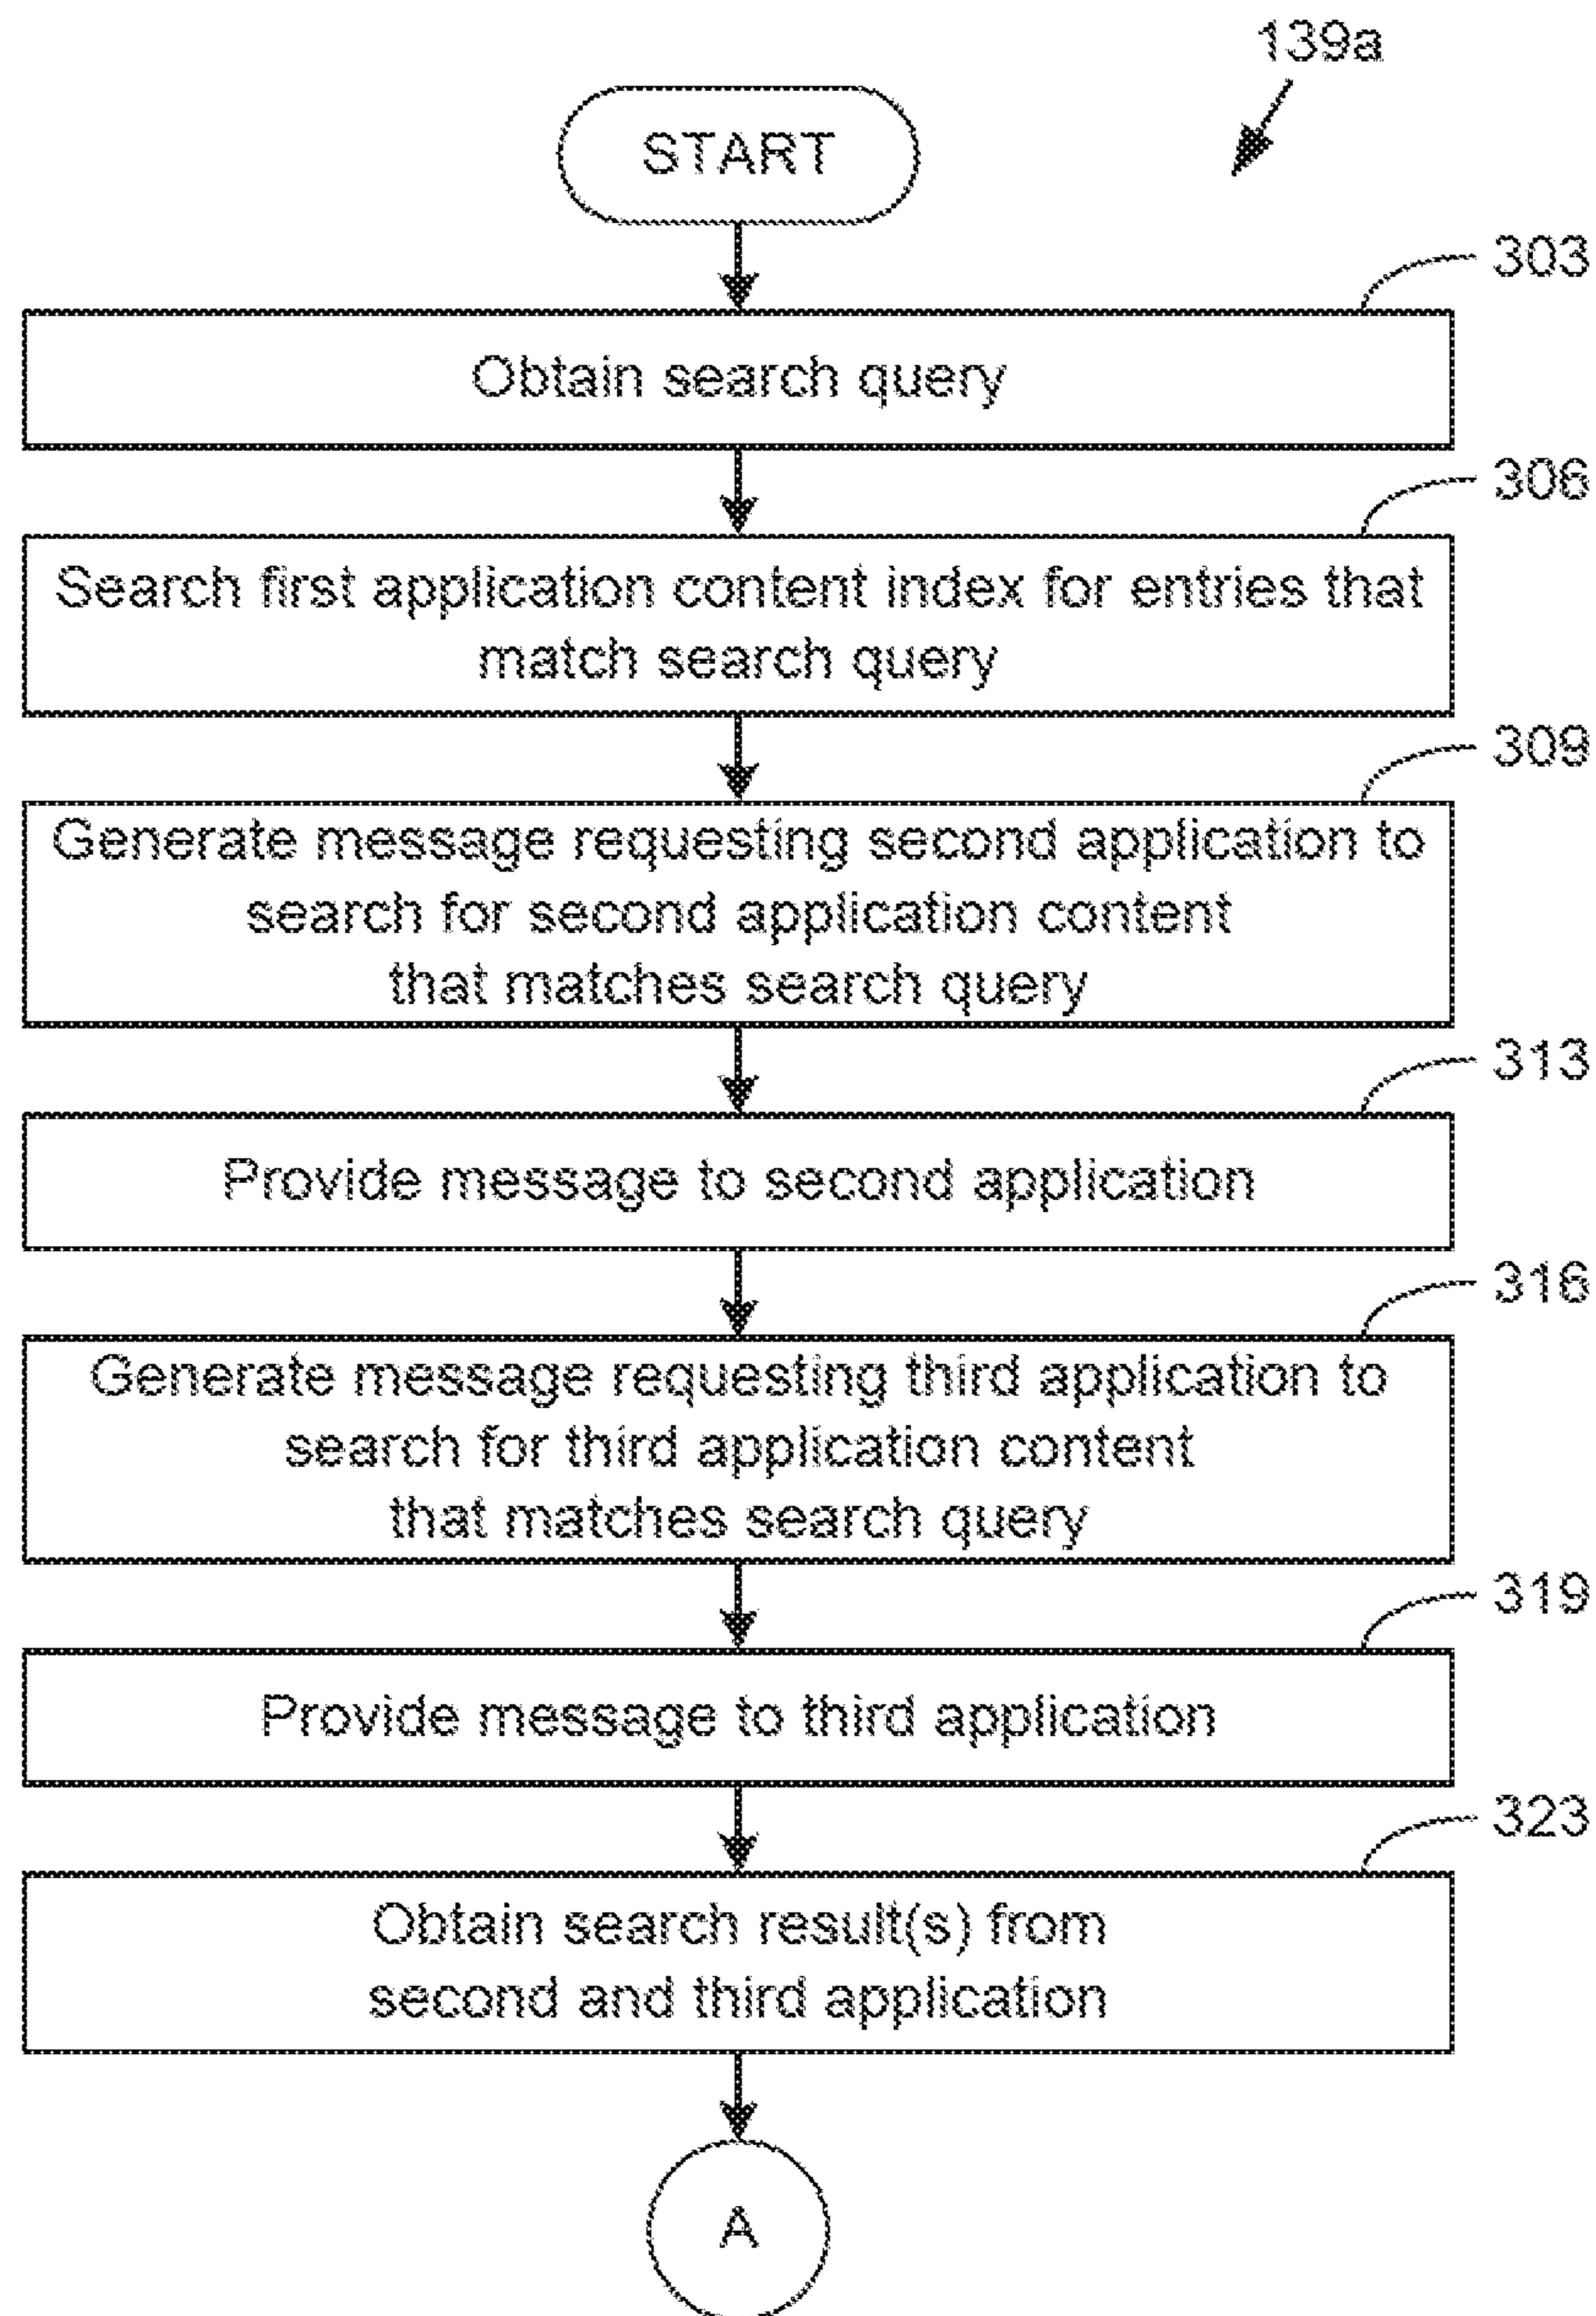 139a
START
303
Obtain search query
306
Search first application content index for entries that
match search query
309
Generate message requesting second application to
search for second application content
that matches search query
313
Provide message to second application
316
Generate message requesting third application to
search for third application content
that matches search query
319
Provide message to third application
323
Obtain search result(s) from
second and third application
A